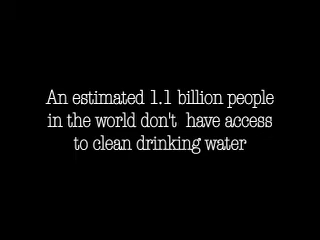 An estimated 1.1 billion people
in the world don't have access
to clean drinking water